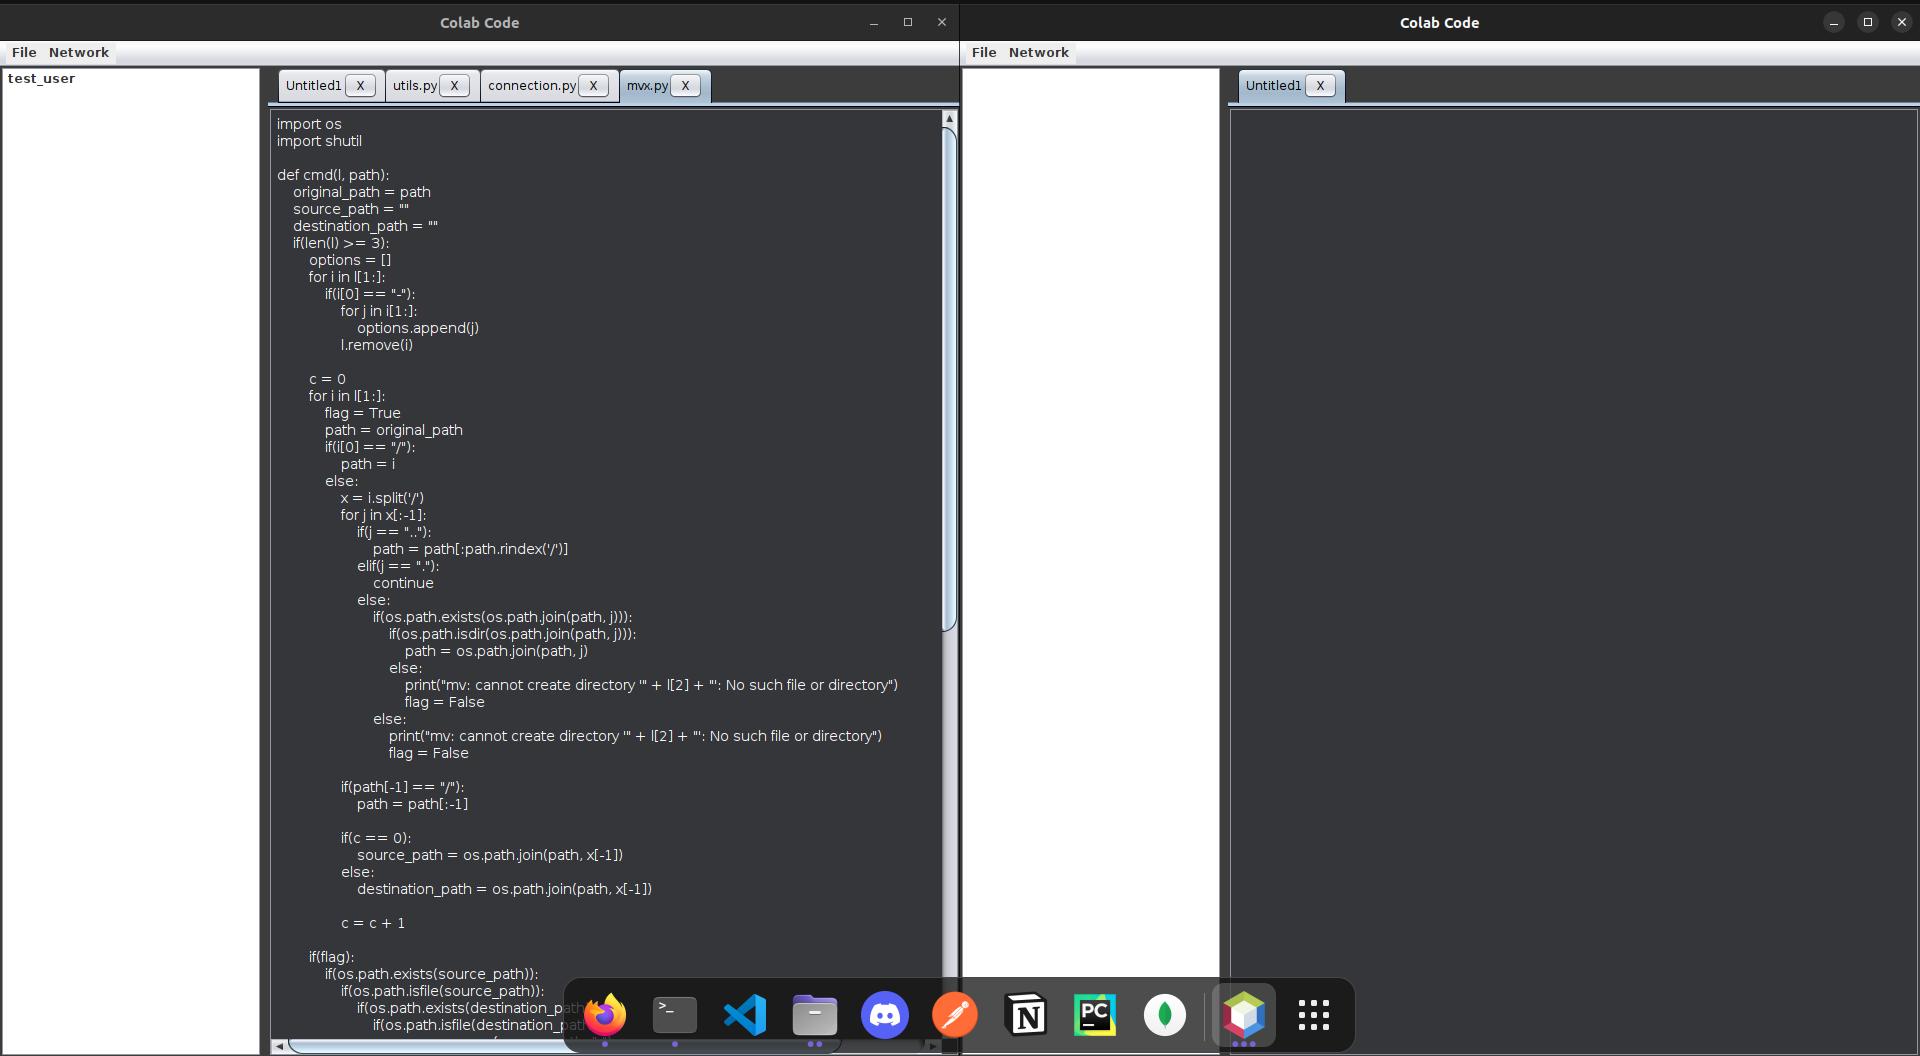 Colab Code
File Network
test_user
Untitled1 X utils.py X connection.py X mvx.py X
import os
import shutil

def cmd(l, path):
    original_path = path
    source_path = ""
    destination_path = ""
    if(len(l) >= 3):
        options = []
        for i in l[1:]:
            if(i[0] == "-"):
                for j in i[1:]:
                    options.append(j)
                l.remove(i)

        c = 0
        for i in l[1:]:
            flag = True
            path = original_path
            if(i[0] == "/"):
                path = i
            else:
                x = i.split('/')
                for j in x[:-1]:
                    if(j == ".."):
                        path = path[:path.rindex('/')]
                    elif(j == "."):
                        continue
                    else:
                        if(os.path.exists(os.path.join(path, j))):
                            if(os.path.isdir(os.path.join(path, j))):
                                path = os.path.join(path, j)
                            else:
                                print("mv: cannot create directory '" + l[2] + "': No such file or directory")
                                flag = False
                        else:
                            print("mv: cannot create directory '" + l[2] + "': No such file or directory")
                            flag = False

                if(path[-1] == "/"):
                    path = path[:-1]

                if(c == 0):
                    source_path = os.path.join(path, x[-1])
                else:
                    destination_path = os.path.join(path, x[-1])

                c = c + 1

        if(flag):
            if(os.path.exists(source_path)):
                if(os.path.isfile(source_path)):
                    if(os.path.exists(destination_path
                        if(os.path.isfile(destination_pat
Colab Code
File Network
Untitled1 X
>_
N
PC